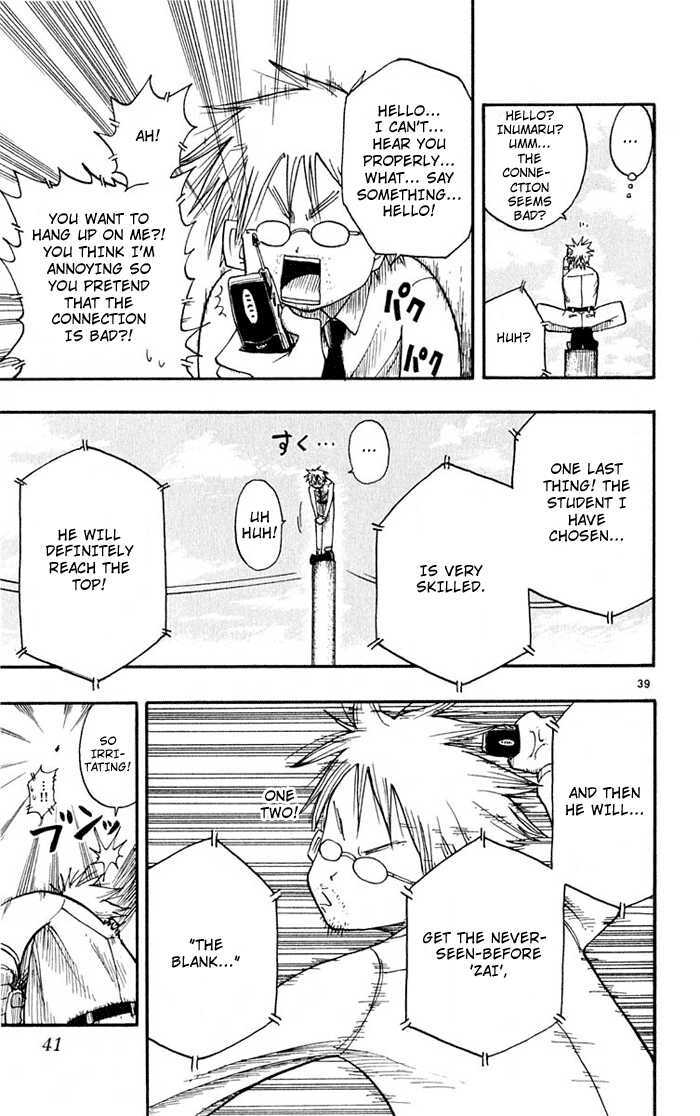 ...
HELLO?
INUMARU?
UMM...
THE
CONNE-
CTION
SEEMS
BAD?
HUH?
HELLO...
I CAN'T...
HEAR YOU
PROPERLY...
WHAT... SAY
SOMETHING...
HELLO!
パク
パク
AH!
YOU WANT TO
HANG UP ON ME?!
YOU THINK I'M
ANNOYING SO
YOU PRETEND
THAT THE
CONNECTION
IS BAD?!
ONE LAST
THING! THE
STUDENT I
HAVE
CHOSEN...
IS VERY
SKILLED.
...
すく...
UH
HUH!
HE WILL
DEFINITELY
REACH THE
TOP!
39
AND THEN
HE WILL...
GET THE NEVER-
SEEN-BEFORE
'ZAI',
ONE
TWO!
"THE
BLANK..."
SO
IRRI-
TATING!
...!!
ブンッ
41